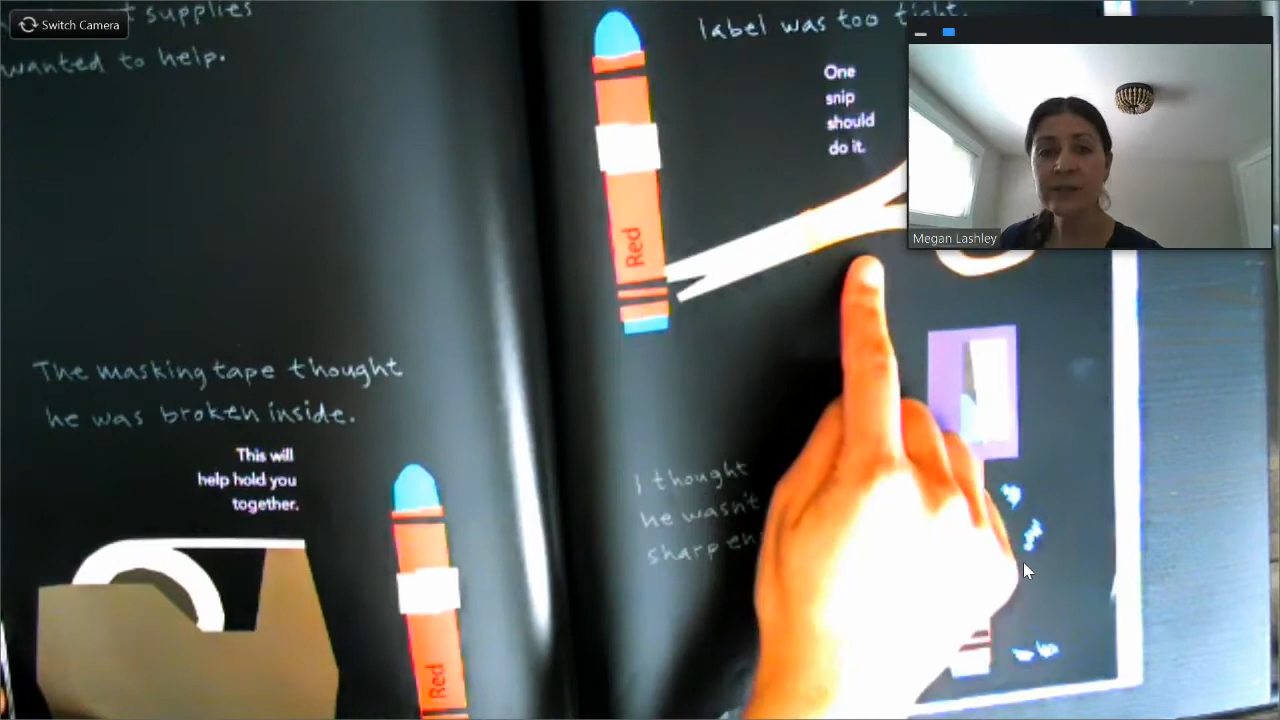 Switch Camera
supplies
wanted to help.
The masking tape thought
he was broken inside.
This will
help hold you
together.
Red
label was too tight.
One
snip
should
do it.
Red
I thought
he wasn't
sharp
Megan Lashley